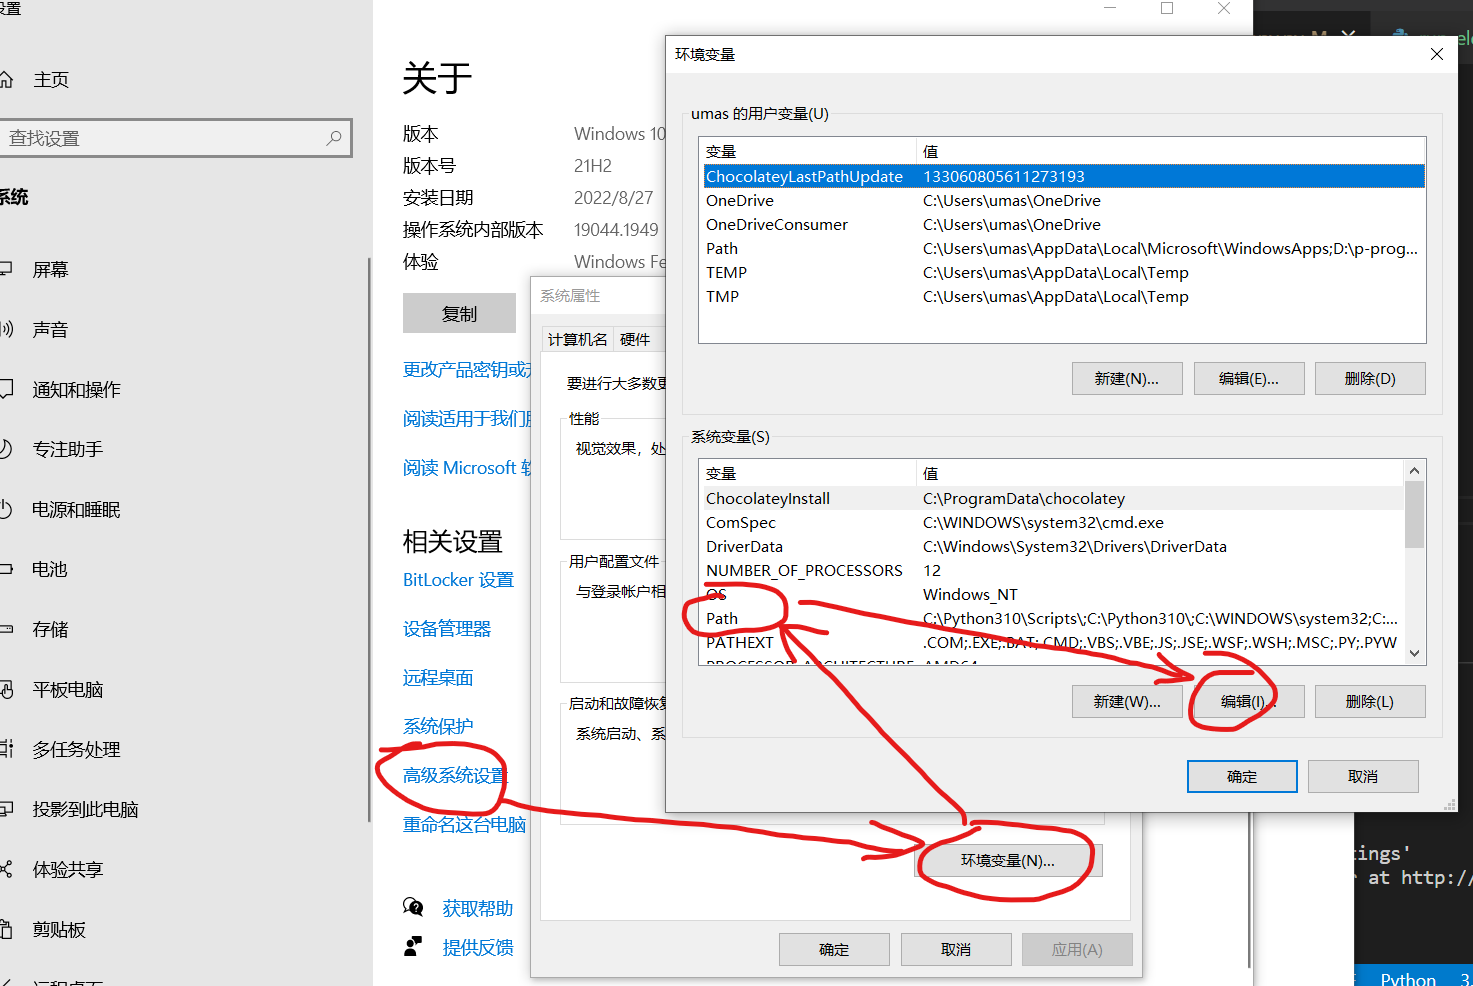 设置
主页
查找设置
系统
屏幕
声音
通知和操作
专注助手
电源和睡眠
电池
存储
平板电脑
多任务处理
投影到此电脑
体验共享
剪贴板
远程桌面
关于
版本 Windows 10
版本号 21H2
安装日期 2022/8/27
操作系统内部版本 19044.1949
体验 Windows Fe
复制
更改产品密钥或
阅读适用于我们
阅读 Microsoft
相关设置
BitLocker 设置
设备管理器
远程桌面
系统保护
高级系统设置
重命名这台电脑
获取帮助
提供反馈
系统属性
计算机名 硬件
要进行大多数更
性能
视觉效果，处
用户配置文件
与登录帐户相
启动和故障恢复
系统启动、系
环境变量(N)...
确定 取消 应用(A)
环境变量
umas 的用户变量(U)
变量 值
ChocolateyLastPathUpdate 133060805611273193
OneDrive C:\Users\umas\OneDrive
OneDriveConsumer C:\Users\umas\OneDrive
Path C:\Users\umas\AppData\Local\Microsoft\WindowsApps;D:\p-prog...
TEMP C:\Users\umas\AppData\Local\Temp
TMP C:\Users\umas\AppData\Local\Temp
新建(N)... 编辑(E)... 删除(D)
系统变量(S)
变量 值
ChocolateyInstall C:\ProgramData\chocolatey
ComSpec C:\WINDOWS\system32\cmd.exe
DriverData C:\Windows\System32\Drivers\DriverData
NUMBER_OF_PROCESSORS 12
OS Windows_NT
Path C:\Python310\Scripts\;C:\Python310\;C:\WINDOWS\system32;C:...
PATHEXT .COM;.EXE;.BAT;.CMD;.VBS;.VBE;.JS;.JSE;.WSF;.WSH;.MSC;.PY;.PYW
PROCESSOR_ARCHITECTURE AMD64
新建(W)... 编辑(I)... 删除(L)
确定 取消
tings'
at http://
Python 3